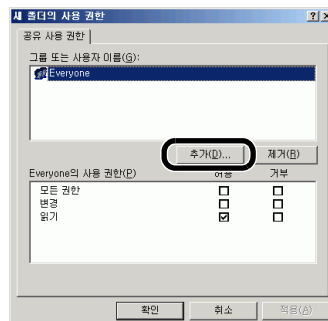 새 폴더의 사용 권한
공유 사용 권한
그룹 또는 사용자 이름(G):
Everyone
추가(D)... 제거(R)
Everyone의 사용 권한(P) 허용 거부
모든 권한
변경
읽기
확인 취소 적용(A)